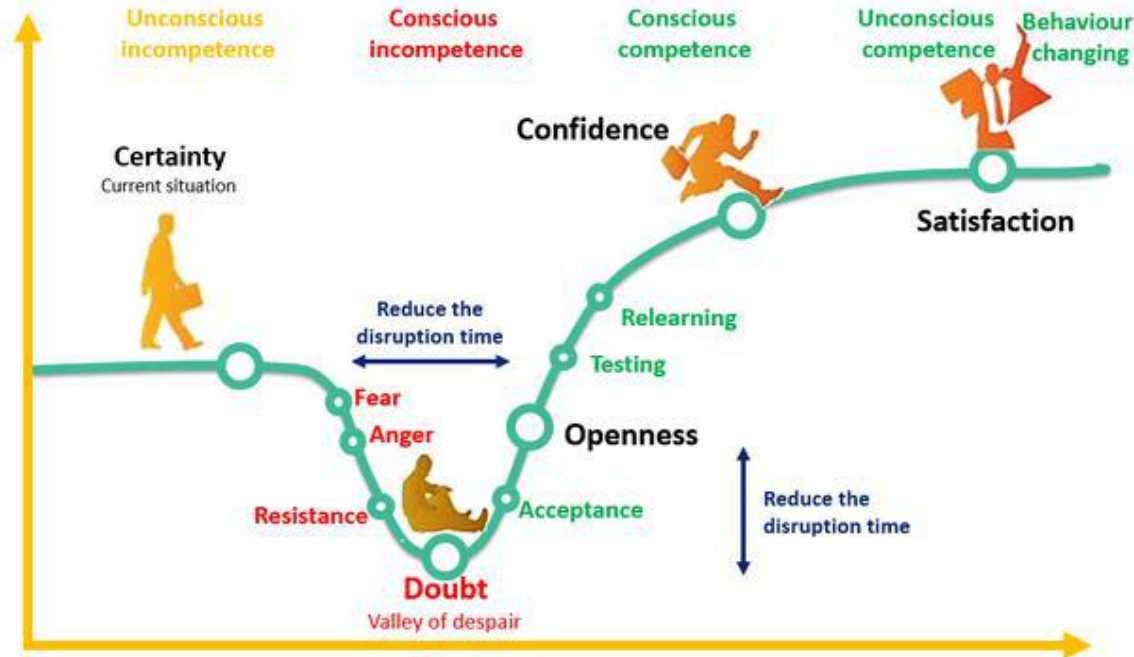 Unconscious
incompetence
Conscious
incompetence
Conscious
competence
Unconscious
competence
Behaviour
changing
Certainty
Current situation
Confidence
Satisfaction
Reduce the
disruption time
Relearning
Testing
Fear
Anger
Openness
Resistance
Acceptance
Reduce the
disruption time
Doubt
Valley of despair